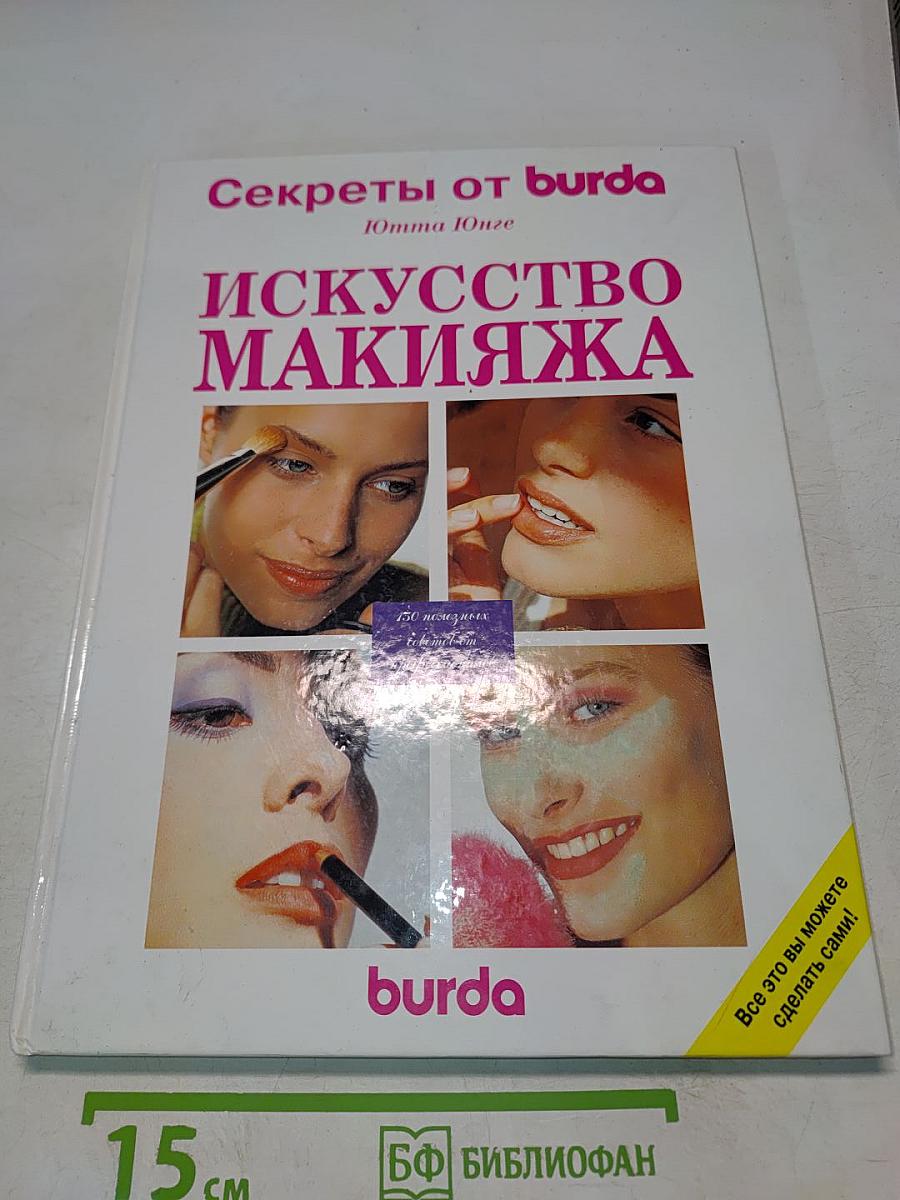 Секреты от burda
Ютта Юнге
ИСКУССТВО
МАКИЯЖА
150 полезных
советов от
burda
Все это вы можете
сделать сами!
15 см
БФ БИБЛИОФАН